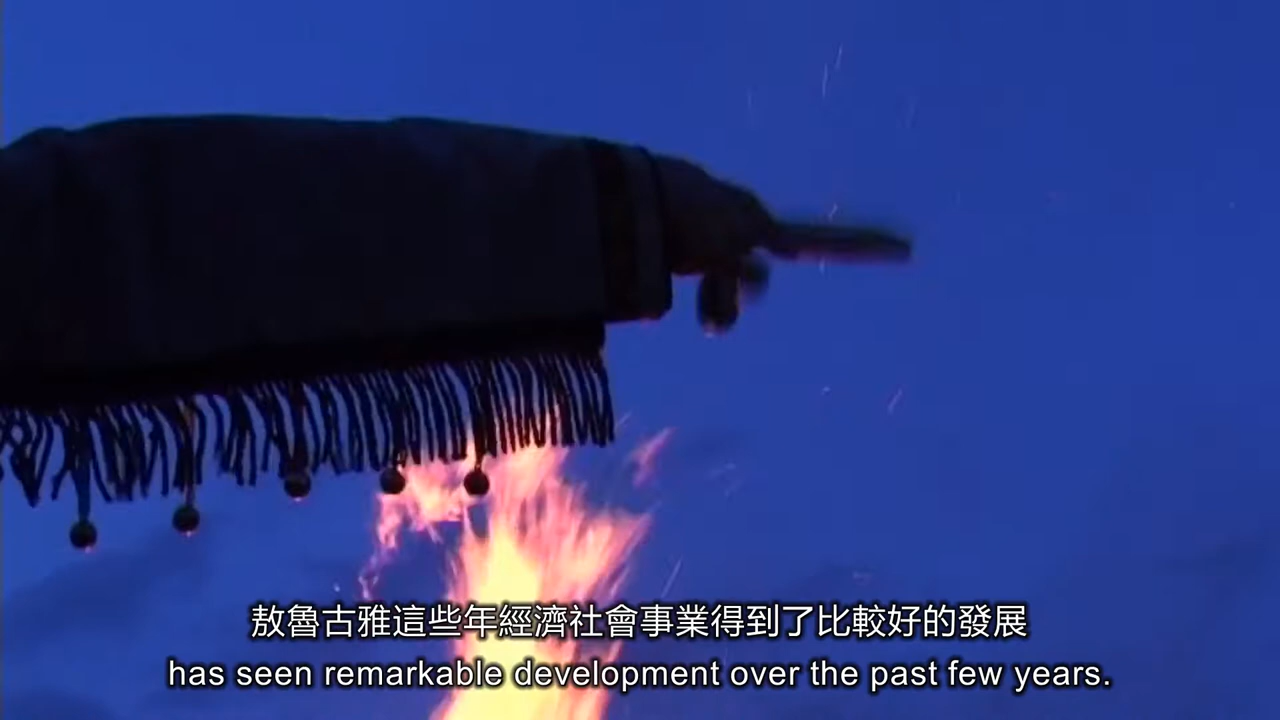 敖魯古雅這些年經濟社會事業得到了比較好的發展
has seen remarkable development over the past few years.